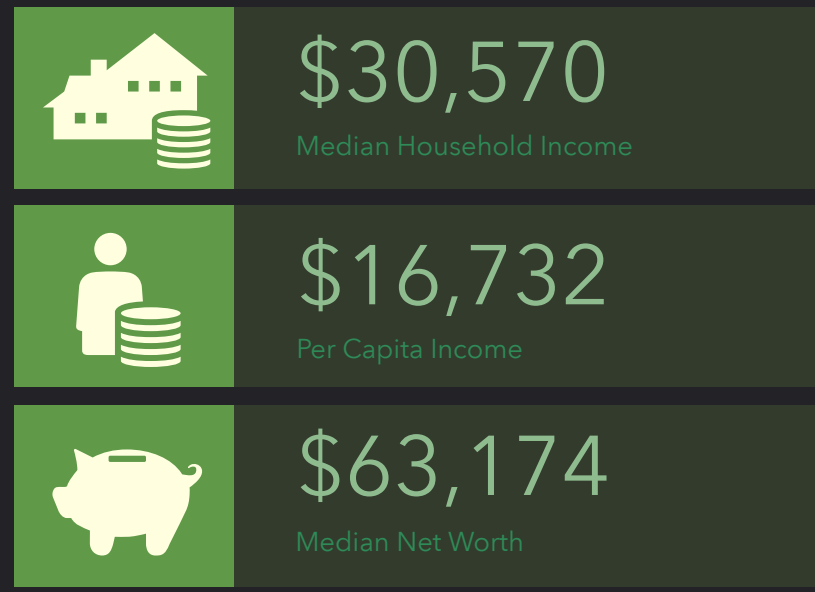 $30,570
Median Household Income
$16,732
Per Capita Income
$63,174
Median Net Worth